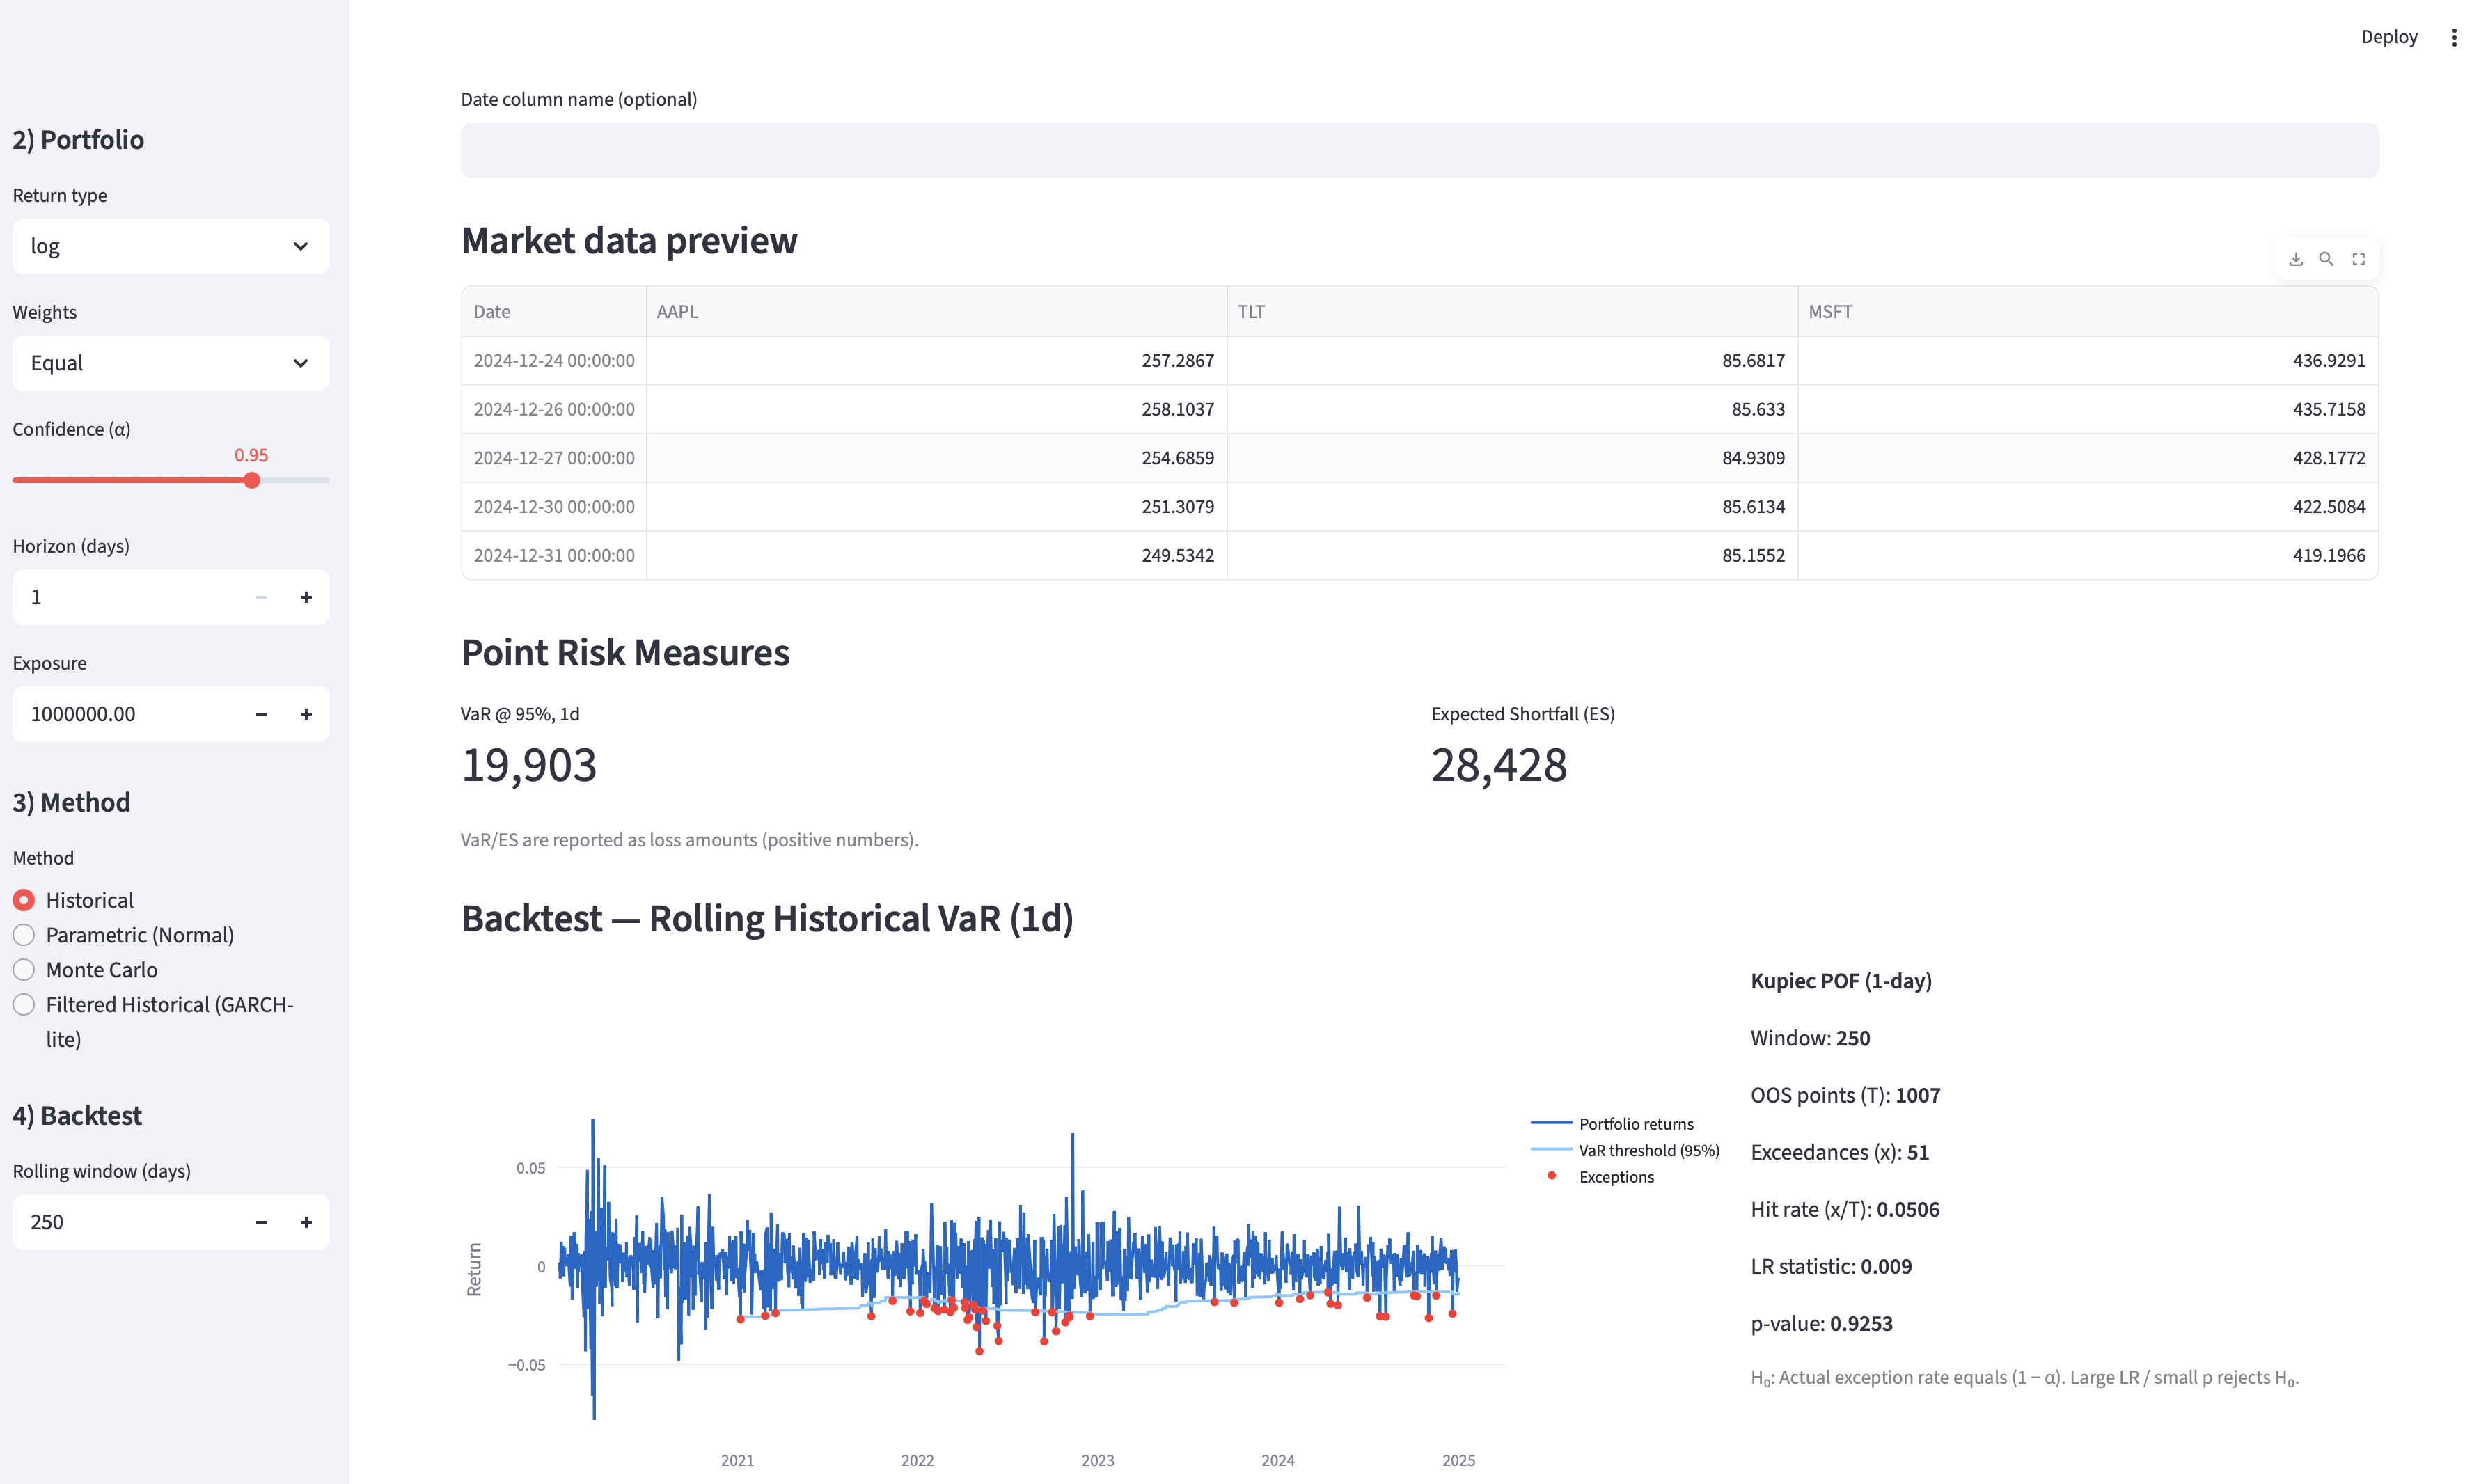 Deploy
2) Portfolio
Return type
log
Weights
Equal
Confidence (α)
0.95
Horizon (days)
1
Exposure
1000000.00
3) Method
Method
Historical
Parametric (Normal)
Monte Carlo
Filtered Historical (GARCH-
lite)
4) Backtest
Rolling window (days)
250
Date column name (optional)
Market data preview
Date AAPL TLT MSFT
2024-12-24 00:00:00 257.2867 85.6817 436.9291
2024-12-26 00:00:00 258.1037 85.633 435.7158
2024-12-27 00:00:00 254.6859 84.9309 428.1772
2024-12-30 00:00:00 251.3079 85.6134 422.5084
2024-12-31 00:00:00 249.5342 85.1552 419.1966
Point Risk Measures
VaR @ 95%, 1d
19,903
Expected Shortfall (ES)
28,428
VaR/ES are reported as loss amounts (positive numbers).
Backtest — Rolling Historical VaR (1d)
Return
0.05
0
−0.05
2021 2022 2023 2024 2025
Portfolio returns
VaR threshold (95%)
Exceptions
Kupiec POF (1-day)
Window: 250
OOS points (T): 1007
Exceedances (x): 51
Hit rate (x/T): 0.0506
LR statistic: 0.009
p-value: 0.9253
H₀: Actual exception rate equals (1 − α). Large LR / small p rejects H₀.